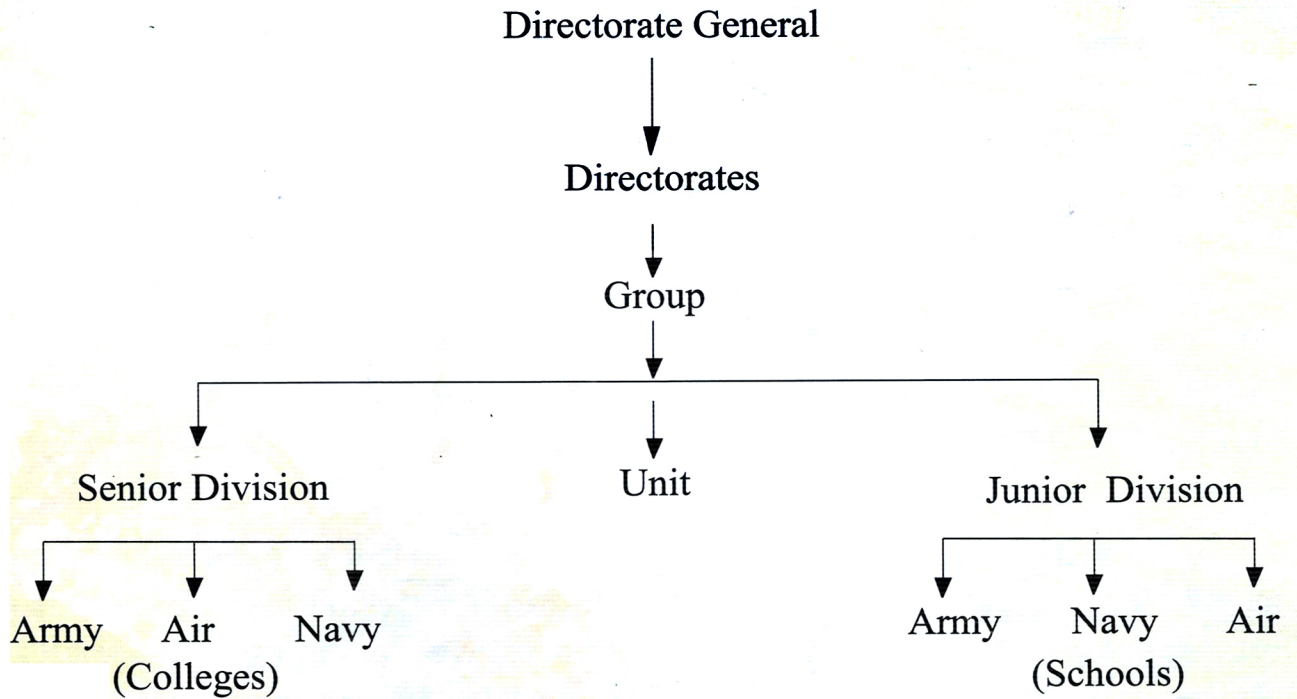 Directorate General
Directorates
Group
Senior Division Unit Junior Division
Army Air Navy Army Navy Air
(Colleges) (Schools)